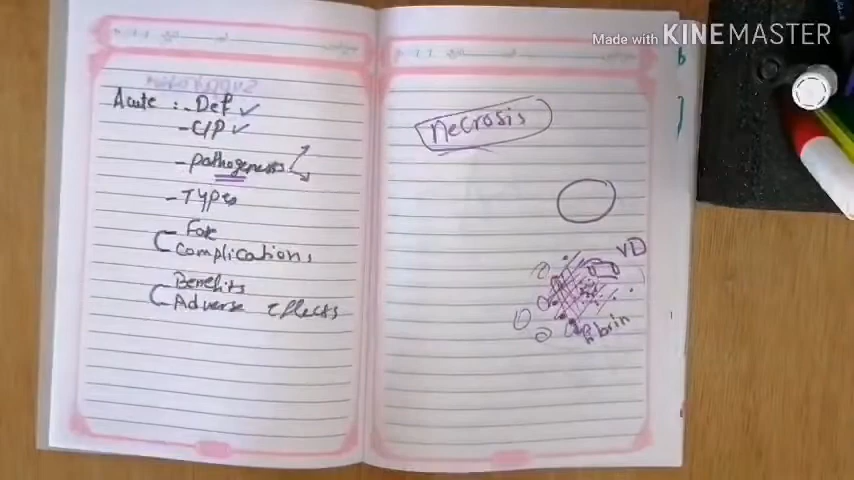 Made with KINEMASTER
Acute :- Def ✓
- C/P ✓
- pathogenesis
- Types
- Fate
complications
Benefits
Adverse effects
necrosis
VD
fibrin